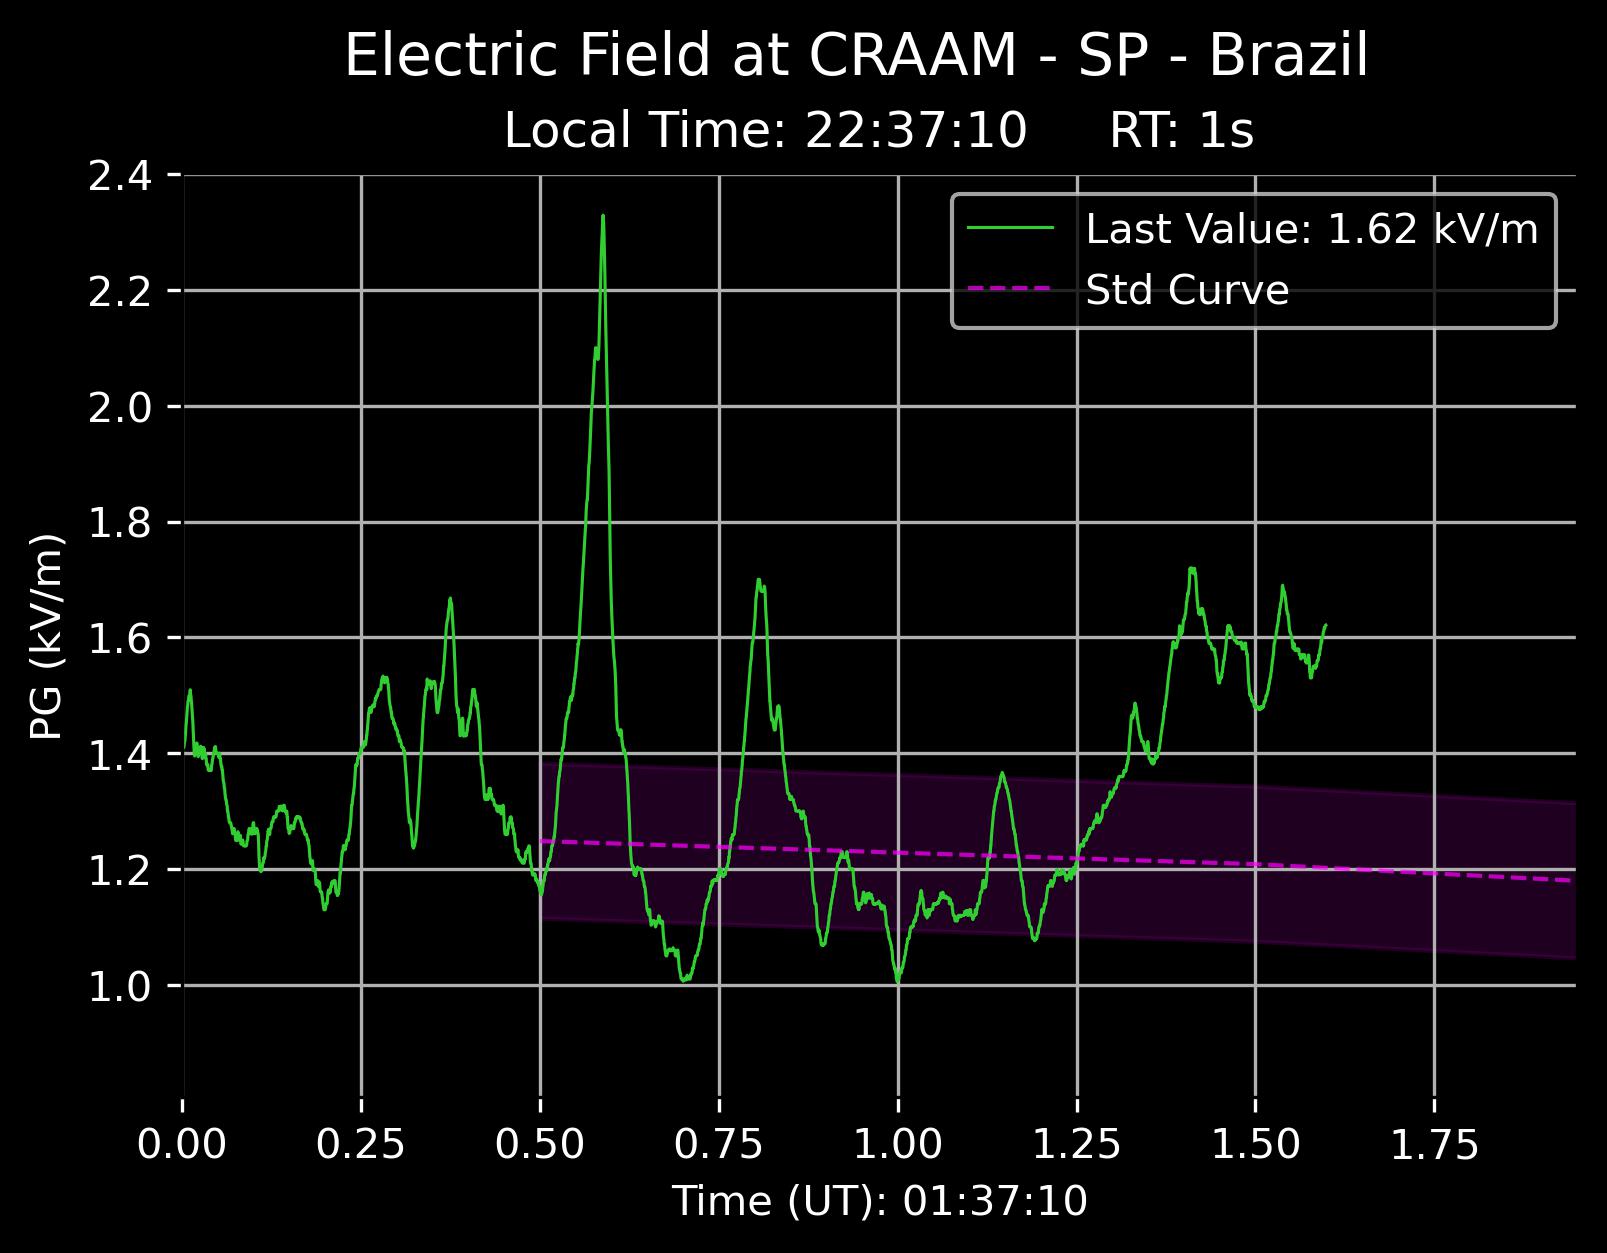 Electric Field at CRAAM - SP - Brazil
Local Time: 22:37:10 RT: 1s
Last Value: 1.62 kV/m
Std Curve
2.4
2.2
2.0
1.8
1.6
1.4
1.2
1.0
PG (kV/m)
0.00 0.25 0.50 0.75 1.00 1.25 1.50 1.75
Time (UT): 01:37:10